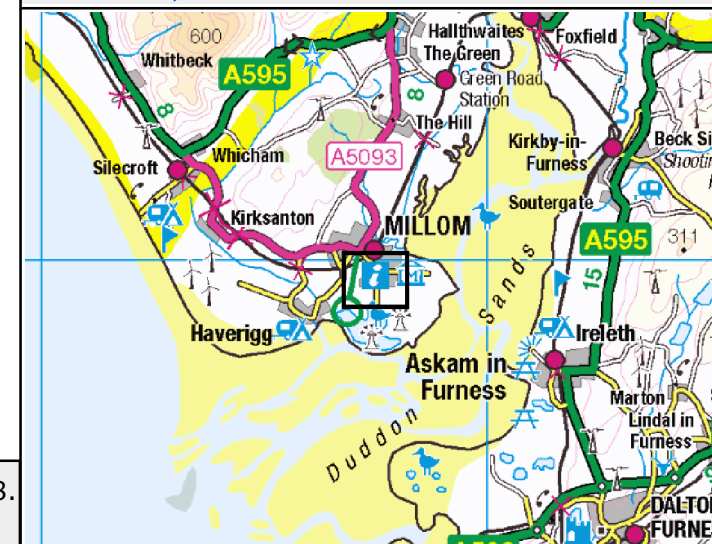 600
Hallthwaites
Foxfield
Whitbeck
The Green
A595
Green Road
Station
8
8
The Hill
Kirkby-in-
Furness
Beck Si
Shootin
Silecroft
Whicham
A5093
Kirksanton
MILLOM
Soutergate
A595
311
i
M
15
Sands
Haverigg
Ireleth
Askam in
Furness
Marton
Lindal in
Furness
Duddon
3.
DALTO
FURNE